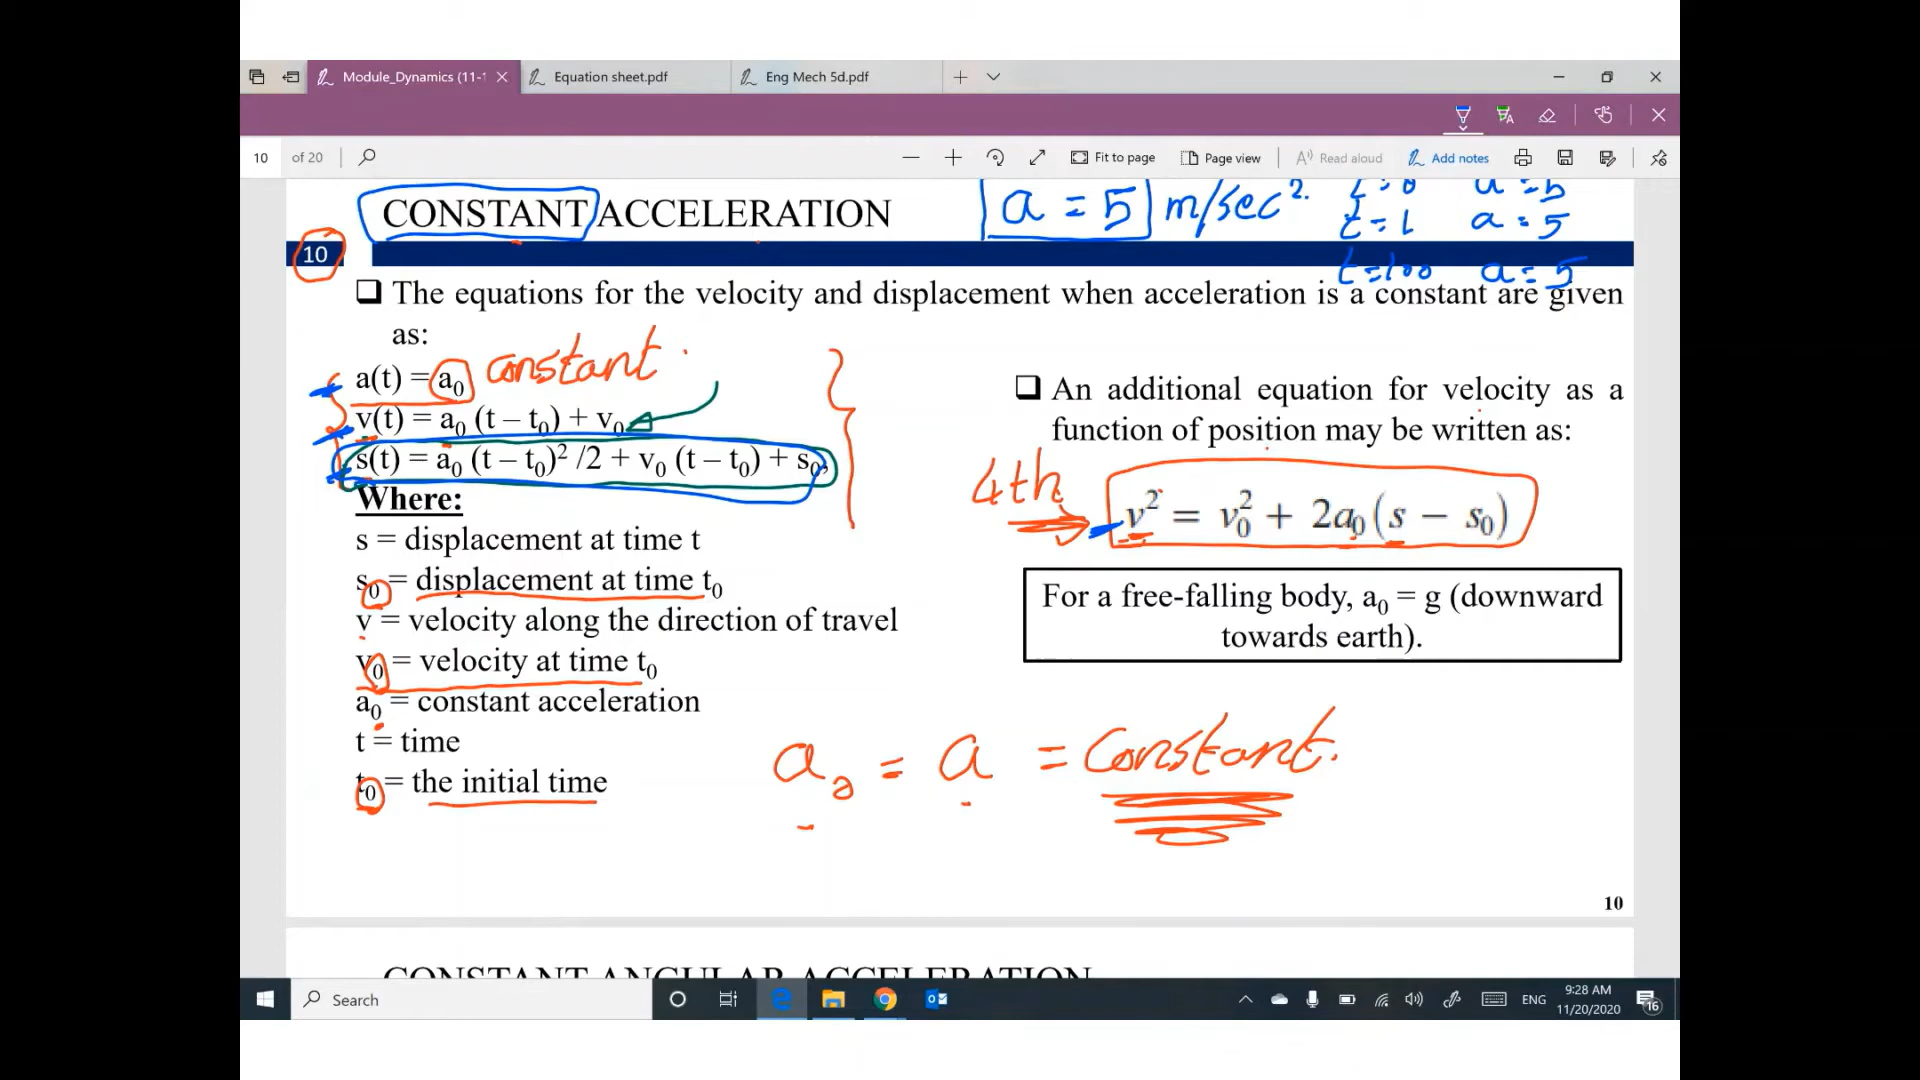 Module_Dynamics (11-1
Equation sheet.pdf
Eng Mech 5d.pdf
10 of 20
Fit to page
Page view
Read aloud
Add notes
CONSTANT ACCELERATION
a = 5 m/sec².
a = 5
t = 1 a = 5
t = 100 a = 5
10
❑ The equations for the velocity and displacement when acceleration is a constant are given
as:
a(t) = a₀ constant
v(t) = a₀ (t – t₀) + v₀
s(t) = a₀ (t – t₀)² /2 + v₀ (t – t₀) + s₀,
Where:
s = displacement at time t
s₀ = displacement at time t₀
v = velocity along the direction of travel
v₀ = velocity at time t₀
a₀ = constant acceleration
t = time
t₀ = the initial time
❑ An additional equation for velocity as a
function of position may be written as:
4th
v² = v₀² + 2a₀(s − s₀)
For a free-falling body, a₀ = g (downward
towards earth).
a₀ = a = constant.
10
CONSTANT ANGULAR ACCELERATION
Search
ENG
9:28 AM
11/20/2020
16